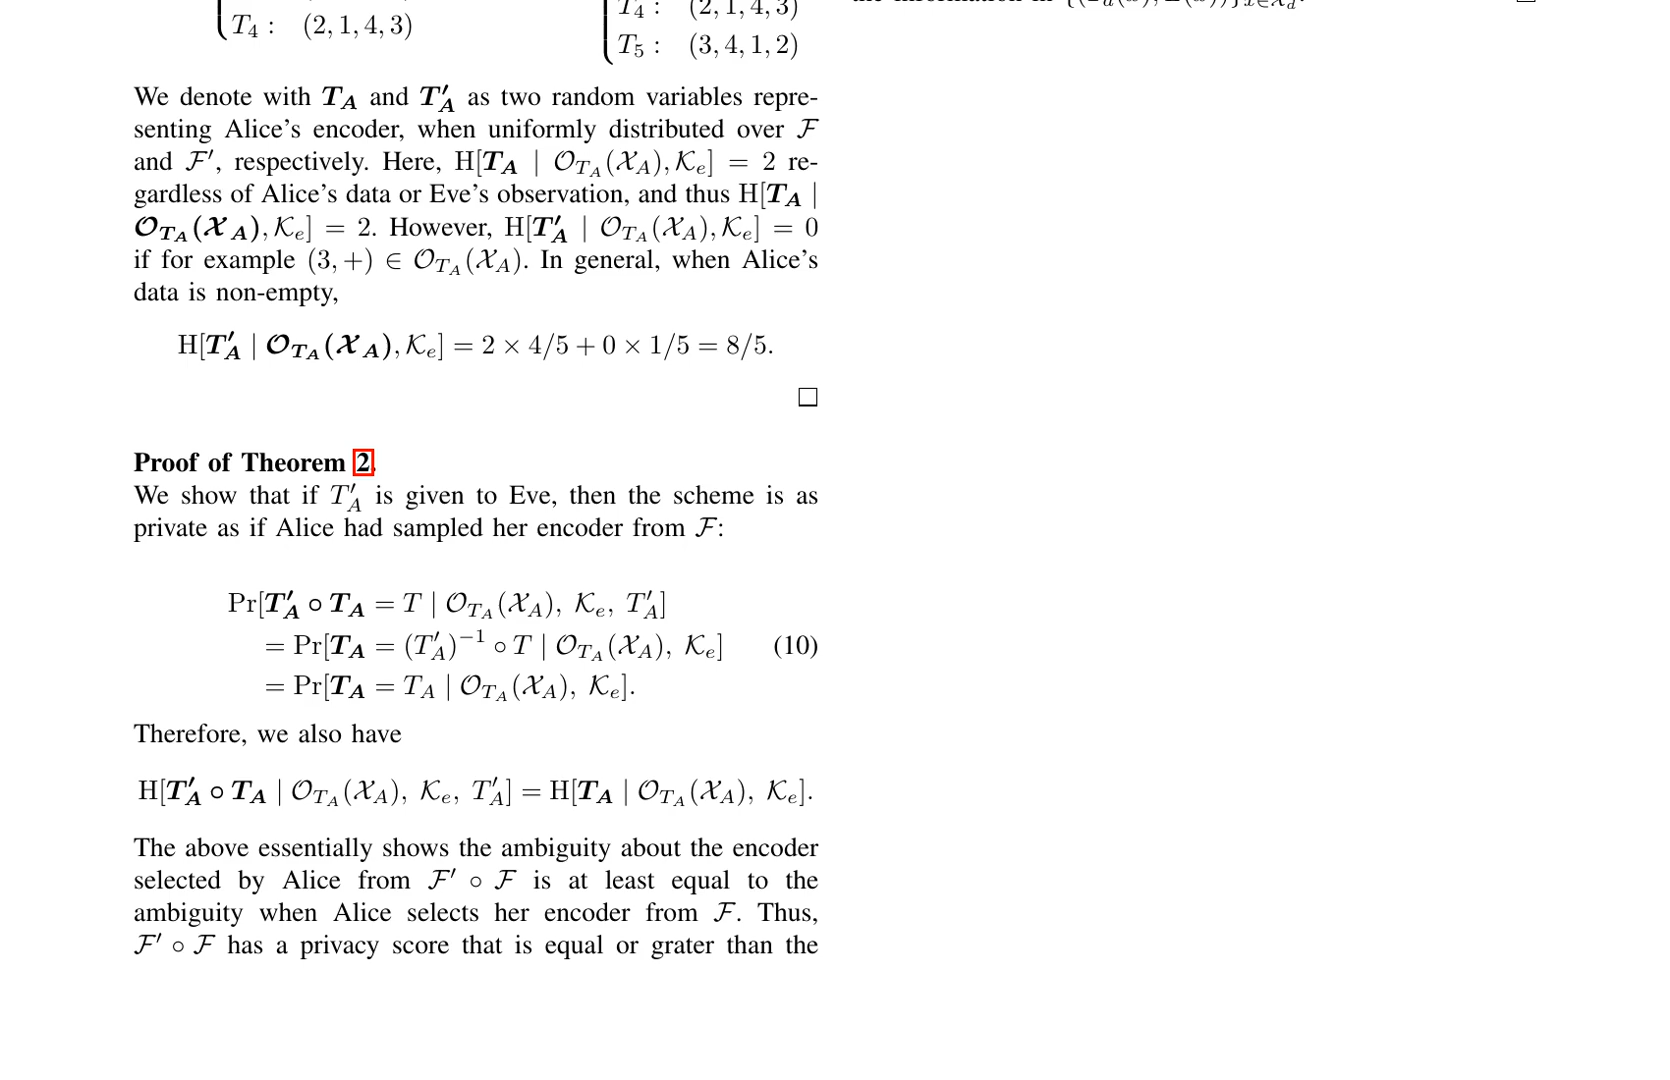 T₄ : (2, 1, 4, 3)
T₄ : (2, 1, 4, 3)
T₅ : (3, 4, 1, 2)
We denote with T_A and T′_A as two random variables repre-
senting Alice's encoder, when uniformly distributed over ℱ
and ℱ′, respectively. Here, H[T_A | 𝒪_{T_A}(𝒳_A), 𝒦_e] = 2 re-
gardless of Alice's data or Eve's observation, and thus H[T_A |
𝒪_{T_A}(𝒳_A), 𝒦_e] = 2. However, H[T′_A | 𝒪_{T_A}(𝒳_A), 𝒦_e] = 0
if for example (3, +) ∈ 𝒪_{T_A}(𝒳_A). In general, when Alice's
data is non-empty,
H[T′_A | 𝒪_{T_A}(𝒳_A), 𝒦_e] = 2 × 4/5 + 0 × 1/5 = 8/5.
□
Proof of Theorem 2.
We show that if T′_A is given to Eve, then the scheme is as
private as if Alice had sampled her encoder from ℱ:
Pr[T′_A ∘ T_A = T | 𝒪_{T_A}(𝒳_A), 𝒦_e, T′_A]
= Pr[T_A = (T′_A)⁻¹ ∘ T | 𝒪_{T_A}(𝒳_A), 𝒦_e] (10)
= Pr[T_A = T_A | 𝒪_{T_A}(𝒳_A), 𝒦_e].
Therefore, we also have
H[T′_A ∘ T_A | 𝒪_{T_A}(𝒳_A), 𝒦_e, T′_A] = H[T_A | 𝒪_{T_A}(𝒳_A), 𝒦_e].
The above essentially shows the ambiguity about the encoder
selected by Alice from ℱ′ ∘ ℱ is at least equal to the
ambiguity when Alice selects her encoder from ℱ. Thus,
ℱ′ ∘ ℱ has a privacy score that is equal or grater than the